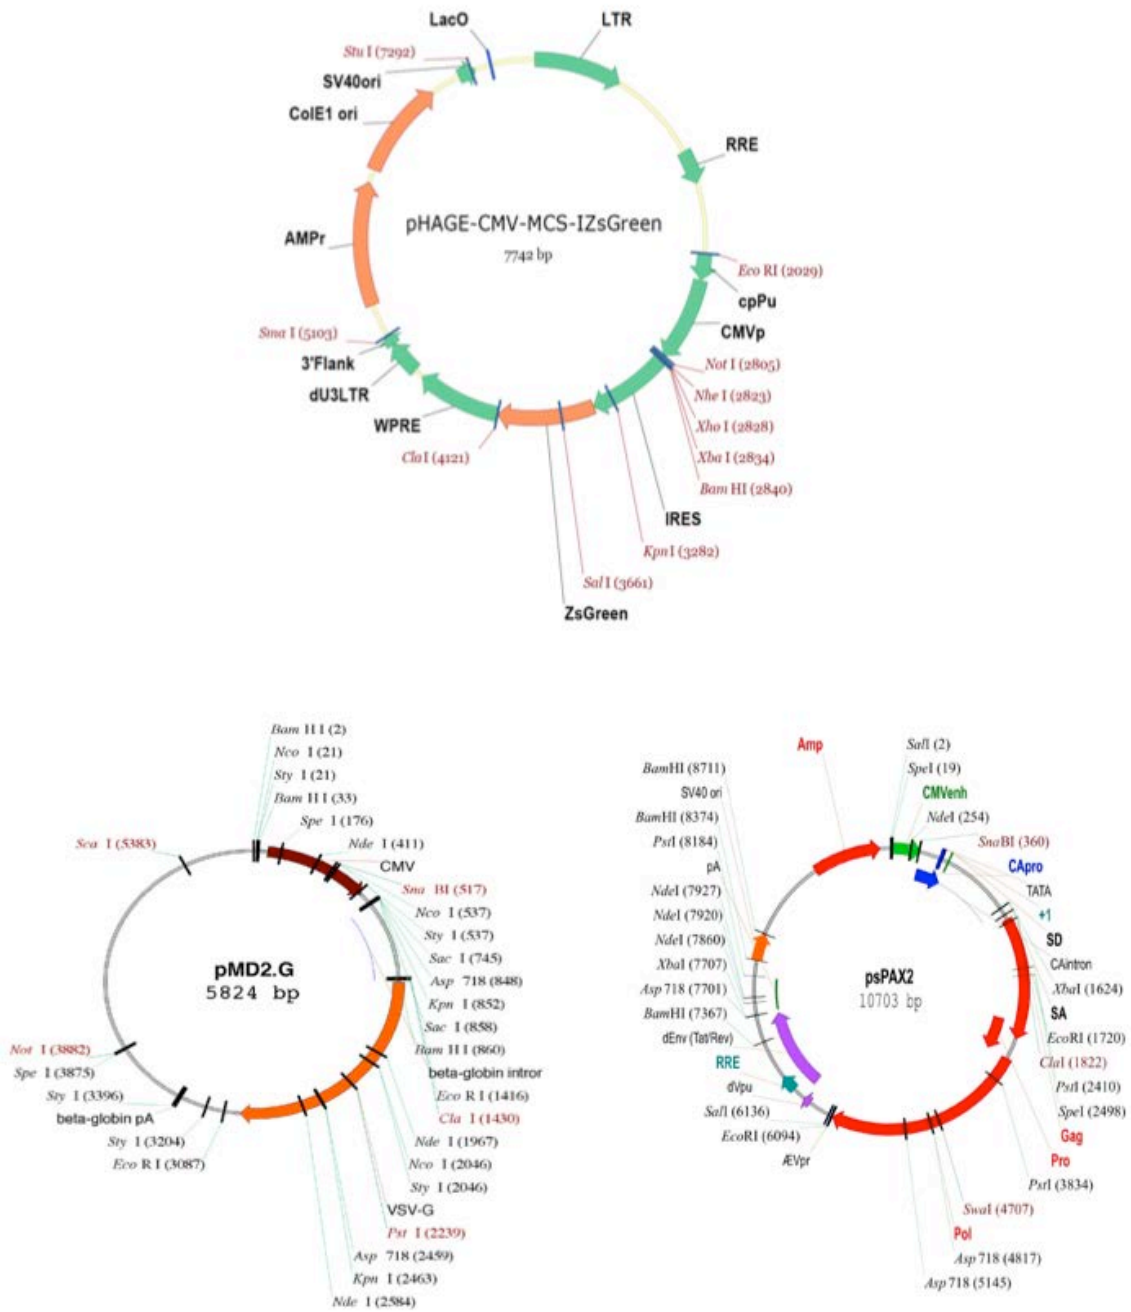 LacO
LTR
Stu I (7292)
SV40ori
ColE1 ori
RRE
pHAGE-CMV-MCS-IZsGreen
7742 bp
AMPr
Eco RI (2029)
cpPu
CMVp
Sma I (5103)
3'Flank
dU3LTR
WPRE
Not I (2805)
Nhe I (2823)
Xho I (2828)
Xba I (2834)
Bam HI (2840)
Cla I (4121)
IRES
Kpn I (3282)
Sal I (3661)
ZsGreen
Bam H I (2)
Nco I (21)
Sty I (21)
Bam H I (33)
Spe I (176)
Sca I (5383)
Nde I (411)
CMV
Sna BI (517)
Nco I (537)
Sty I (537)
Sac I (745)
Asp 718 (848)
Kpn I (852)
Sac I (858)
Bam H I (860)
beta-globin intror
Eco R I (1416)
Cla I (1430)
Nde I (1967)
Nco I (2046)
Sty I (2046)
VSV-G
Pst I (2239)
Asp 718 (2459)
Kpn I (2463)
Nde I (2584)
pMD2.G
5824 bp
Not I (3882)
Spe I (3875)
Sty I (3396)
beta-globin pA
Sty I (3204)
Eco R I (3087)
Amp
SalI (2)
SpeI (19)
CMVenh
NdeI (254)
SnaBI (360)
CApro
TATA
+1
SD
CAintron
XbaI (1624)
SA
EcoRI (1720)
ClaI (1822)
PstI (2410)
SpeI (2498)
Gag
Pro
PstI (3834)
SwaI (4707)
Pol
Asp 718 (4817)
Asp 718 (5145)
psPAX2
10703 bp
BamHI (8711)
SV40 ori
BamHI (8374)
PstI (8184)
pA
NdeI (7927)
NdeI (7920)
NdeI (7860)
XbaI (7707)
Asp 718 (7701)
BamHI (7367)
dEnv (Tat/Rev)
RRE
dVpu
SalI (6136)
EcoRI (6094)
ÆVpr